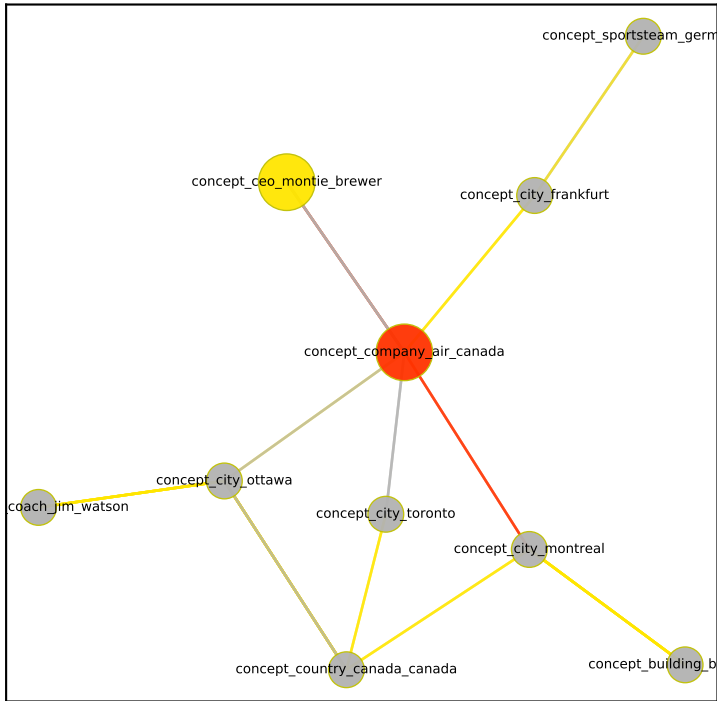 concept_sportsteam_germ
concept_ceo_montie_brewer
concept_city_frankfurt
concept_company_air_canada
concept_city_ottawa
coach_jim_watson
concept_city_toronto
concept_city_montreal
concept_building_b
concept_country_canada_canada